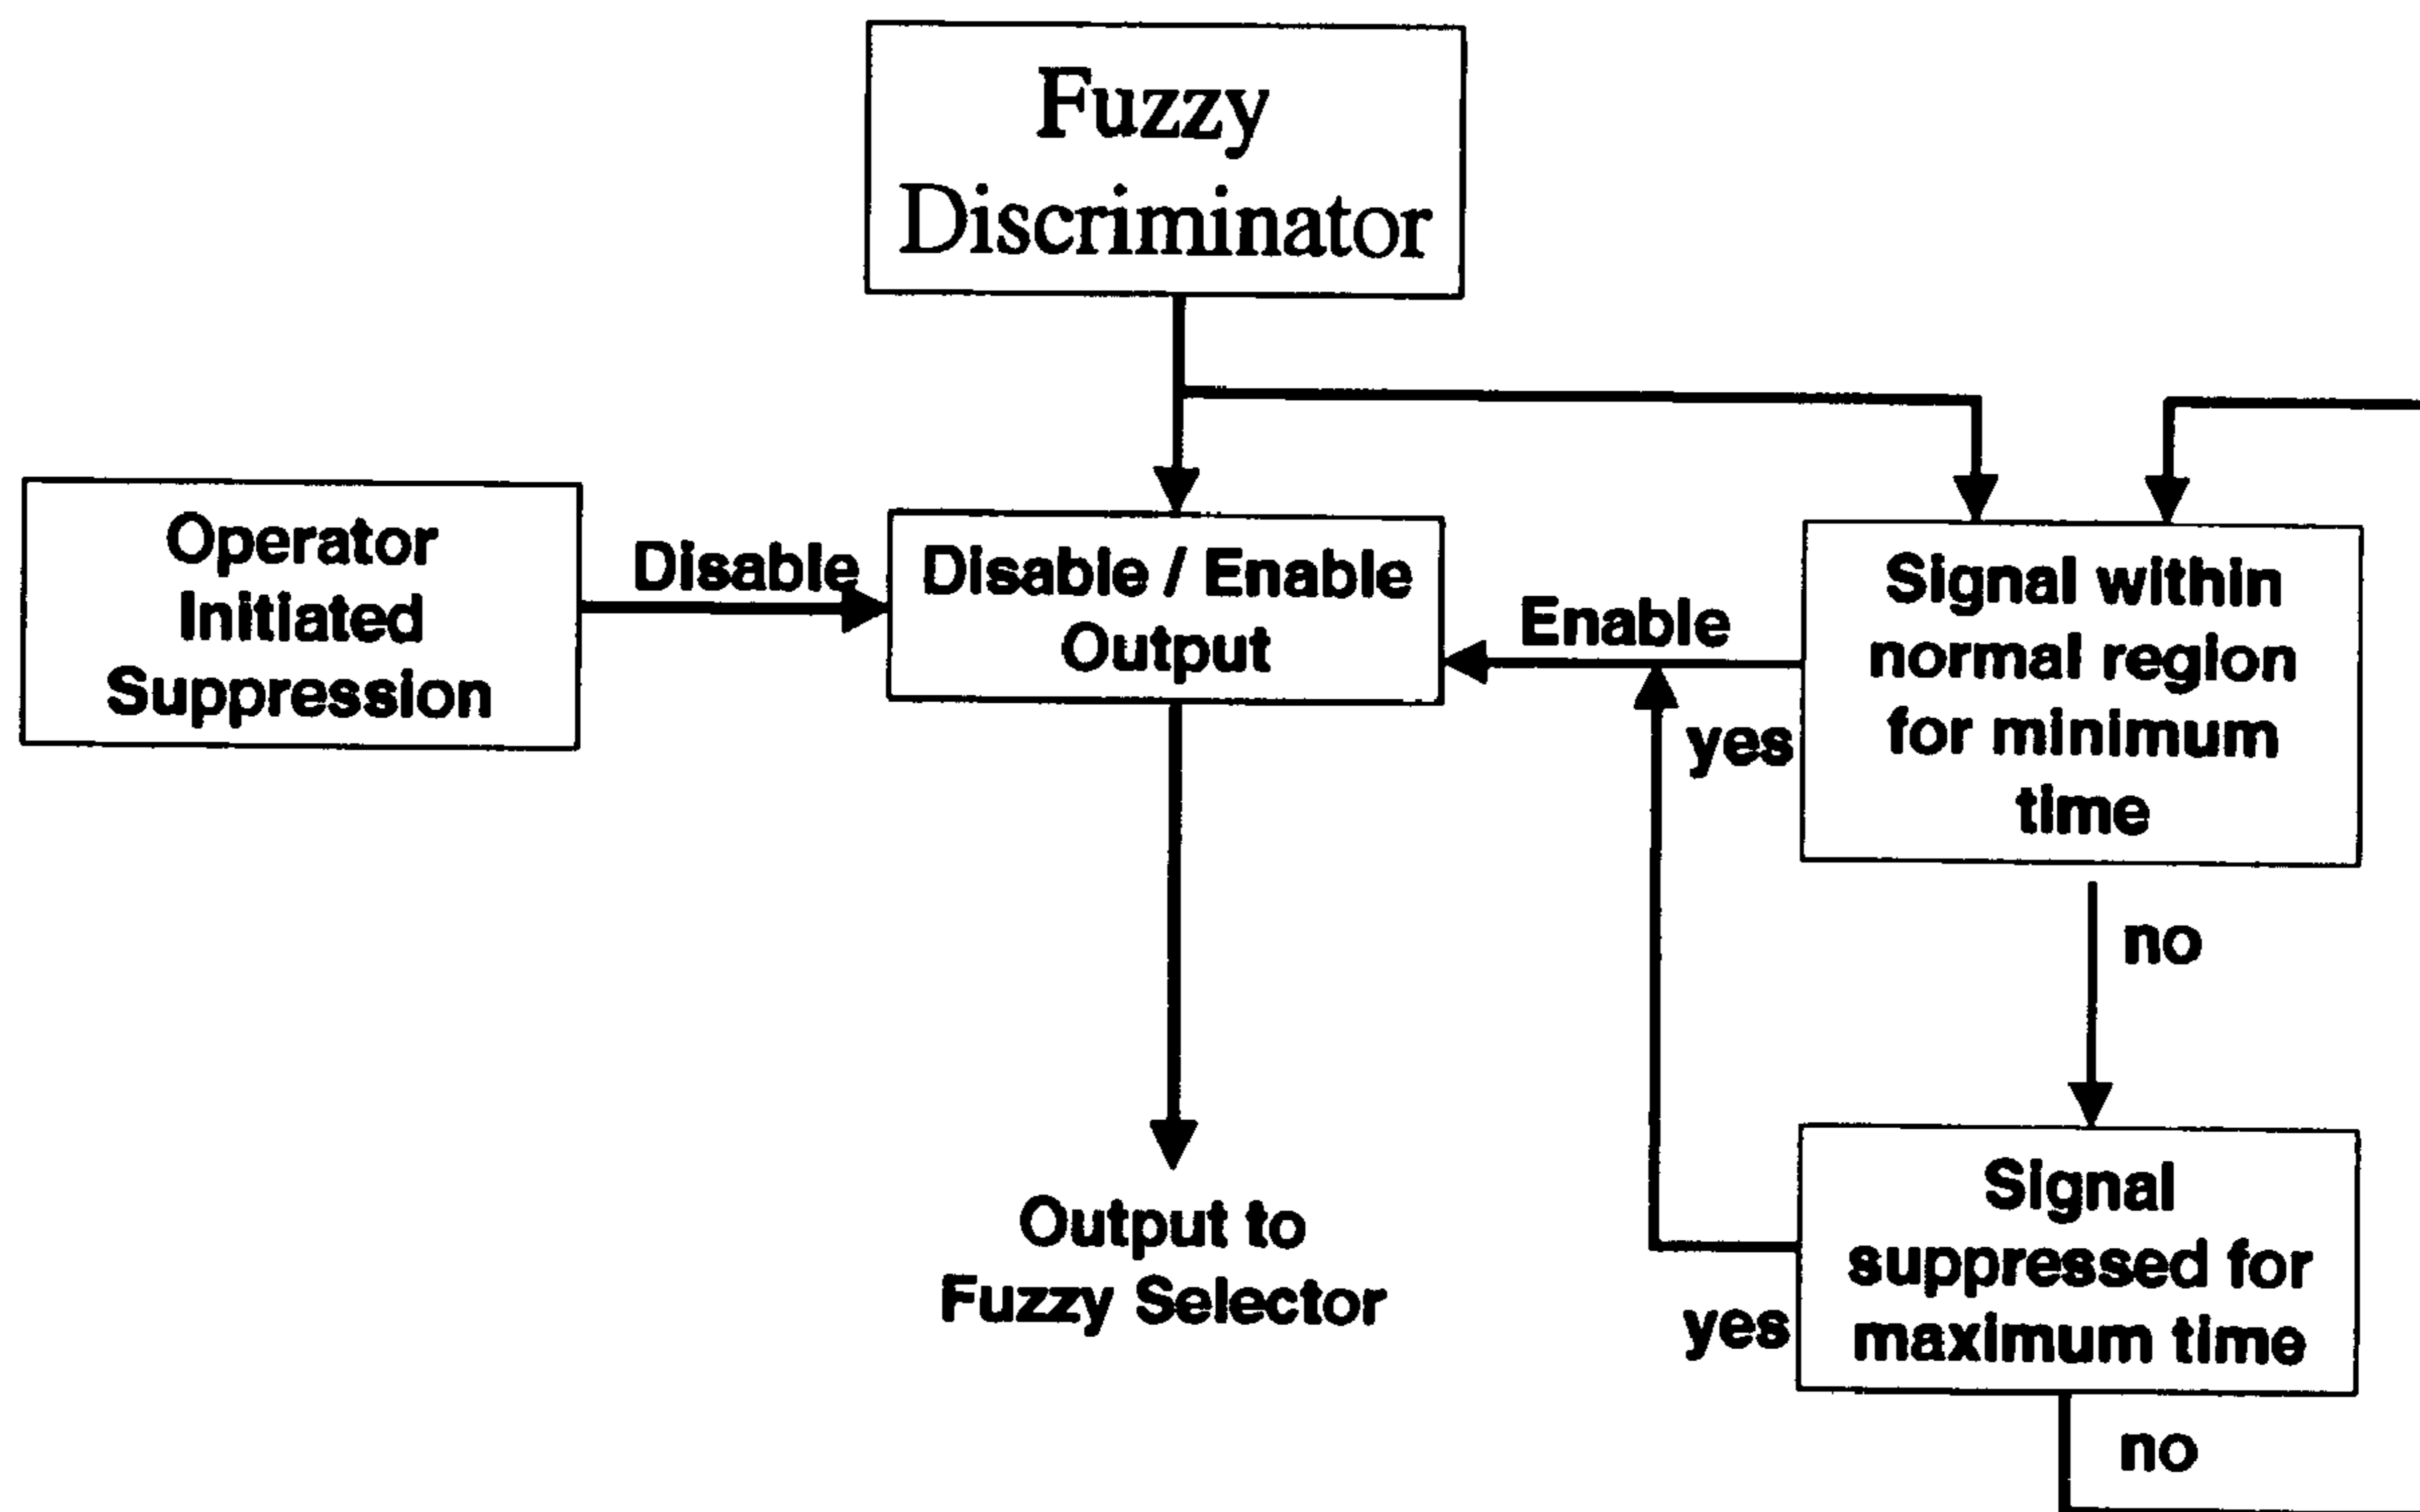 Fuzzy
Discriminator
Operator
Initiated
Suppression
Disable
Disable / Enable
Output
Enable
Signal within
normal region
for minimum
time
yes
no
Output to
Fuzzy Selector
Signal
suppressed for
maximum time
yes
no